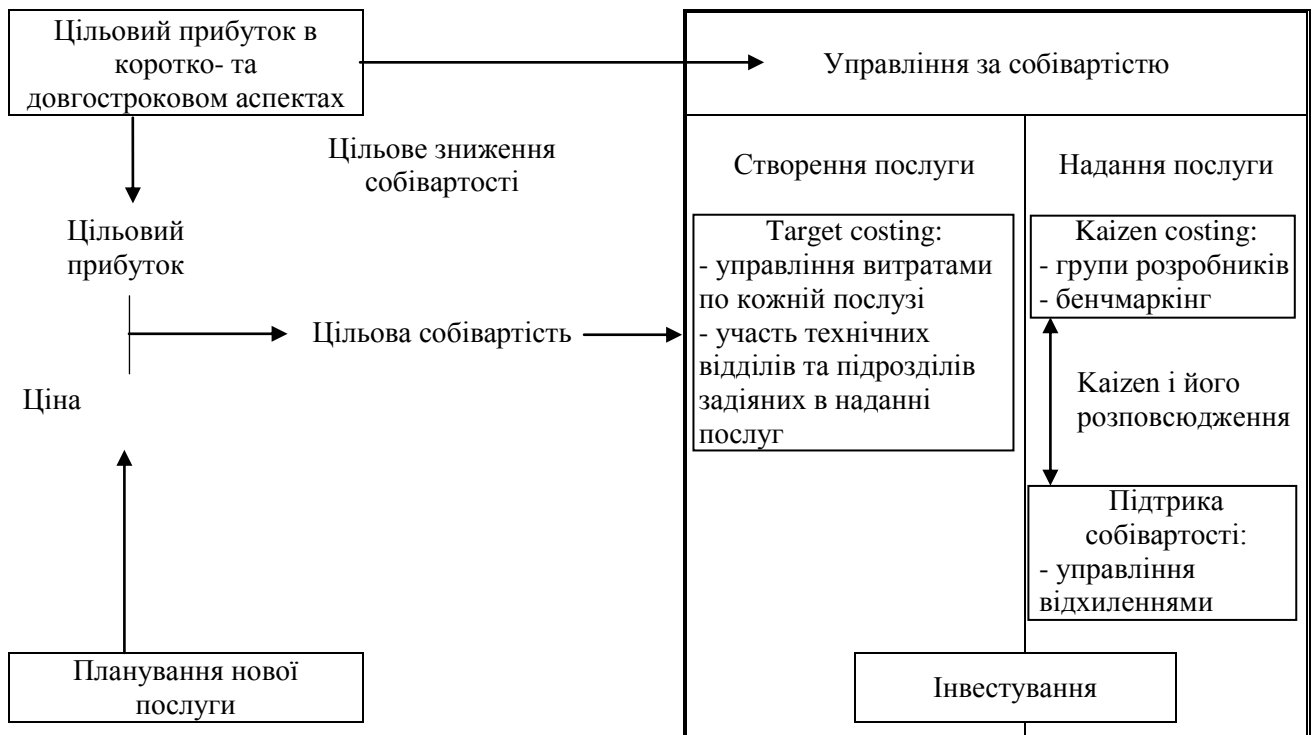 Цільовий прибуток в
коротко- та
довгостроковом аспектах
Управління за собівартістю
Цільове зниження
собівартості
Створення послуги
Надання послуги
Цільовий
прибуток
Target costing:
- управління витратами
по кожній послузі
- участь технічних
відділів та підрозділів
задіяних в наданні
послуг
Kaizen costing:
- групи розробників
- бенчмаркінг
Цільова собівартість
Ціна
Kaizen і його
розповсюдження
Підтрика
собівартості:
- управління
відхиленнями
Планування нової
послуги
Інвестування